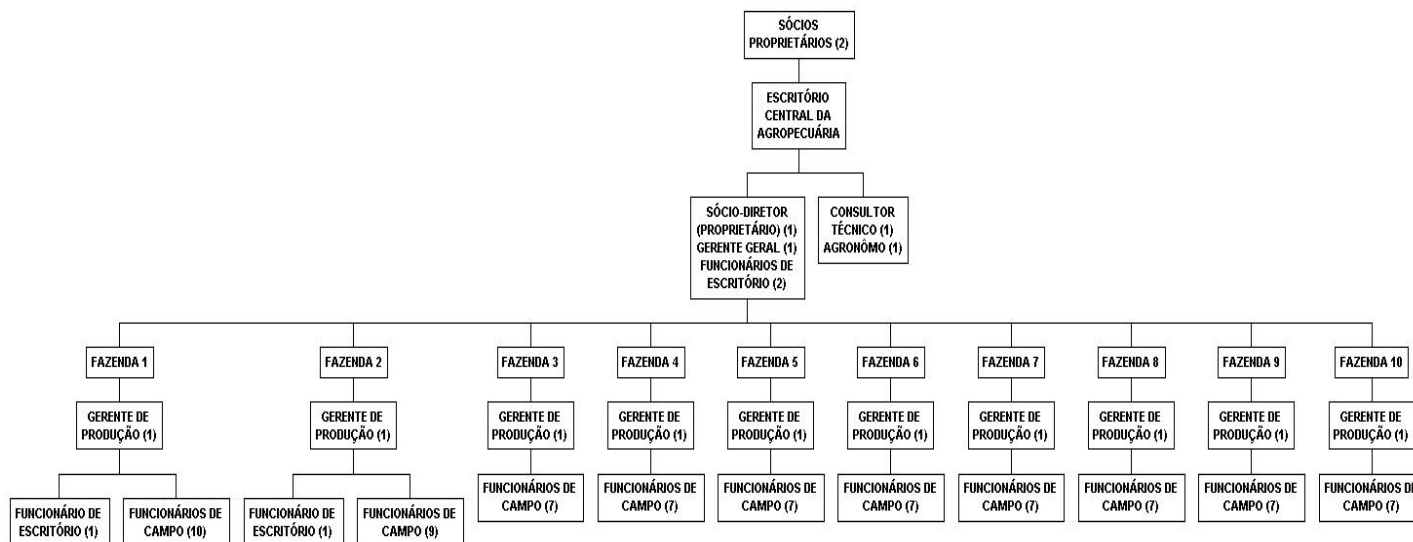 SÓCIOS
PROPRIETÁRIOS (2)
ESCRITÓRIO
CENTRAL DA
AGROPECUÁRIA
SÓCIO-DIRETOR
(PROPRIETÁRIO) (1)
GERENTE GERAL (1)
FUNCIONÁRIOS DE
ESCRITÓRIO (2)
CONSULTOR
TÉCNICO (1)
AGRONÔMO (1)
FAZENDA 1
FAZENDA 2
FAZENDA 3
FAZENDA 4
FAZENDA 5
FAZENDA 6
FAZENDA 7
FAZENDA 8
FAZENDA 9
FAZENDA 10
GERENTE DE
PRODUÇÃO (1)
GERENTE DE
PRODUÇÃO (1)
GERENTE DE
PRODUÇÃO (1)
GERENTE DE
PRODUÇÃO (1)
GERENTE DE
PRODUÇÃO (1)
GERENTE DE
PRODUÇÃO (1)
GERENTE DE
PRODUÇÃO (1)
GERENTE DE
PRODUÇÃO (1)
GERENTE DE
PRODUÇÃO (1)
GERENTE DE
PRODUÇÃO (1)
FUNCIONÁRIO DE
ESCRITÓRIO (1)
FUNCIONÁRIOS DE
CAMPO (10)
FUNCIONÁRIO DE
ESCRITÓRIO (1)
FUNCIONÁRIOS DE
CAMPO (9)
FUNCIONÁRIOS DE
CAMPO (7)
FUNCIONÁRIOS DE
CAMPO (7)
FUNCIONÁRIOS DE
CAMPO (7)
FUNCIONÁRIOS DE
CAMPO (7)
FUNCIONÁRIOS DE
CAMPO (7)
FUNCIONÁRIOS DE
CAMPO (7)
FUNCIONÁRIOS DE
CAMPO (7)
FUNCIONÁRIOS DE
CAMPO (7)